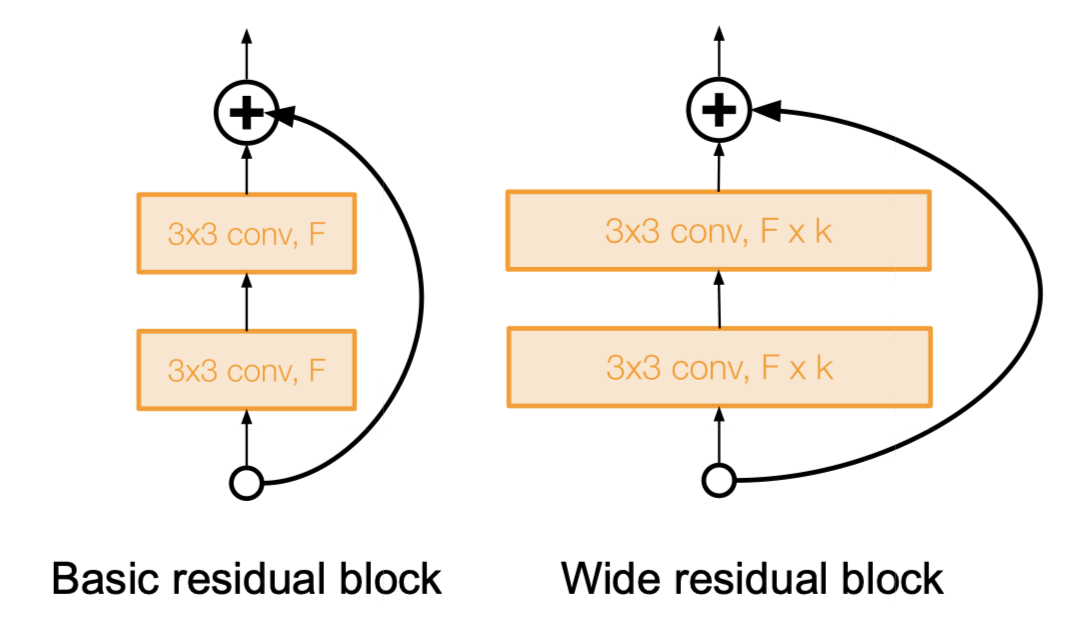 +
+
3x3 conv, F
3x3 conv, F x k
3x3 conv, F
3x3 conv, F x k
Basic residual block
Wide residual block